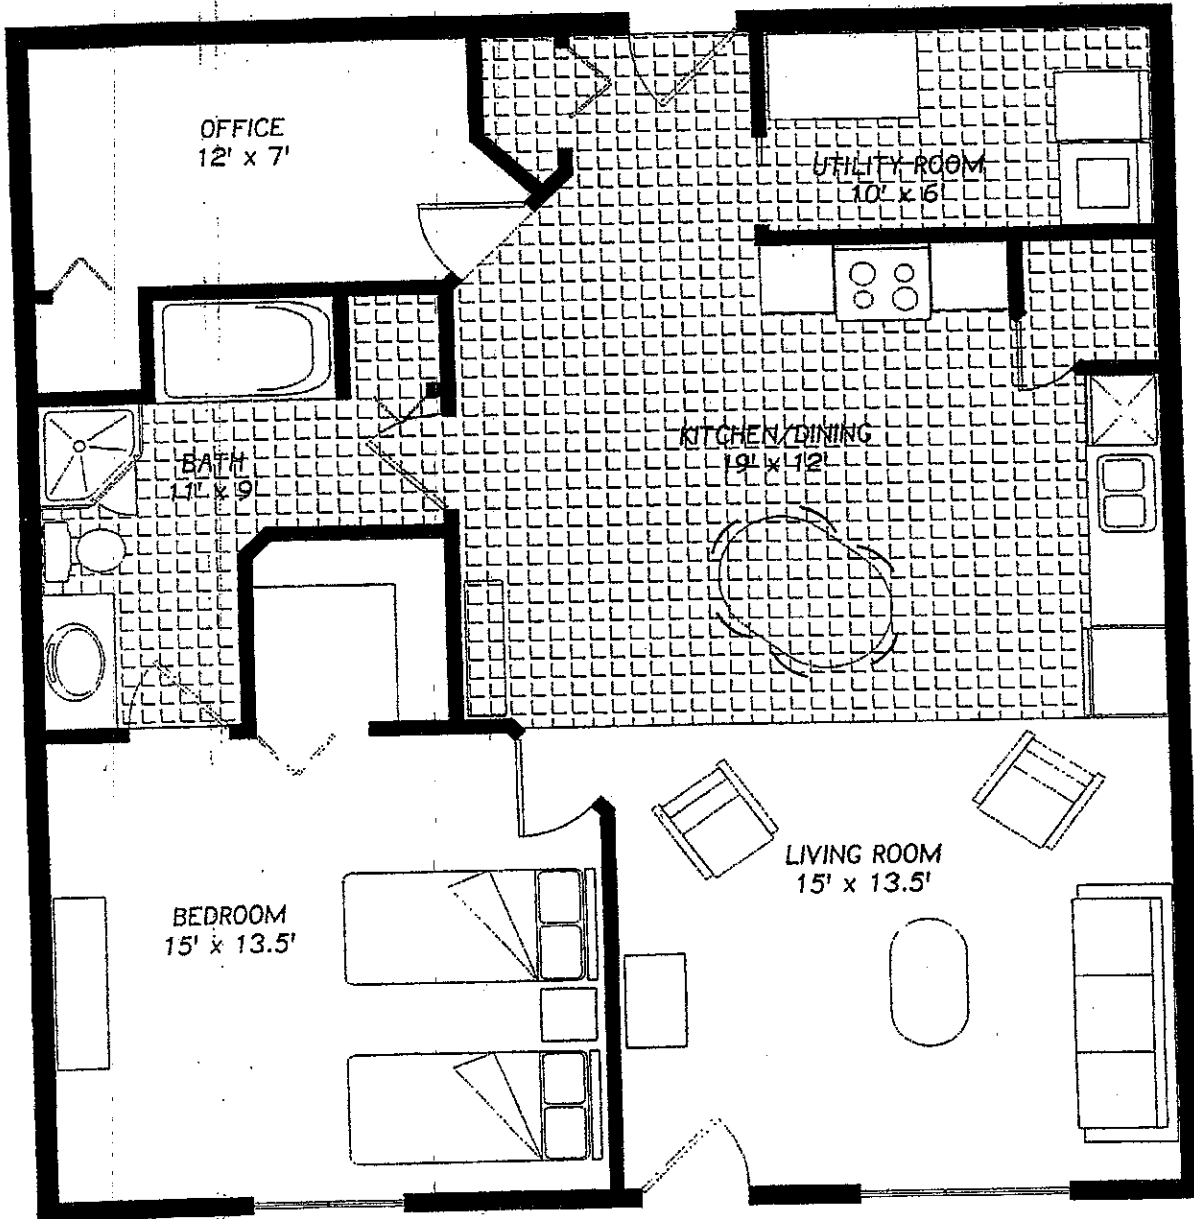 OFFICE
12' x 7'
UTILITY ROOM
10' x 6'
KITCHEN/DINING
19' x 12'
BATH
11' x 9'
LIVING ROOM
15' x 13.5'
BEDROOM
15' x 13.5'